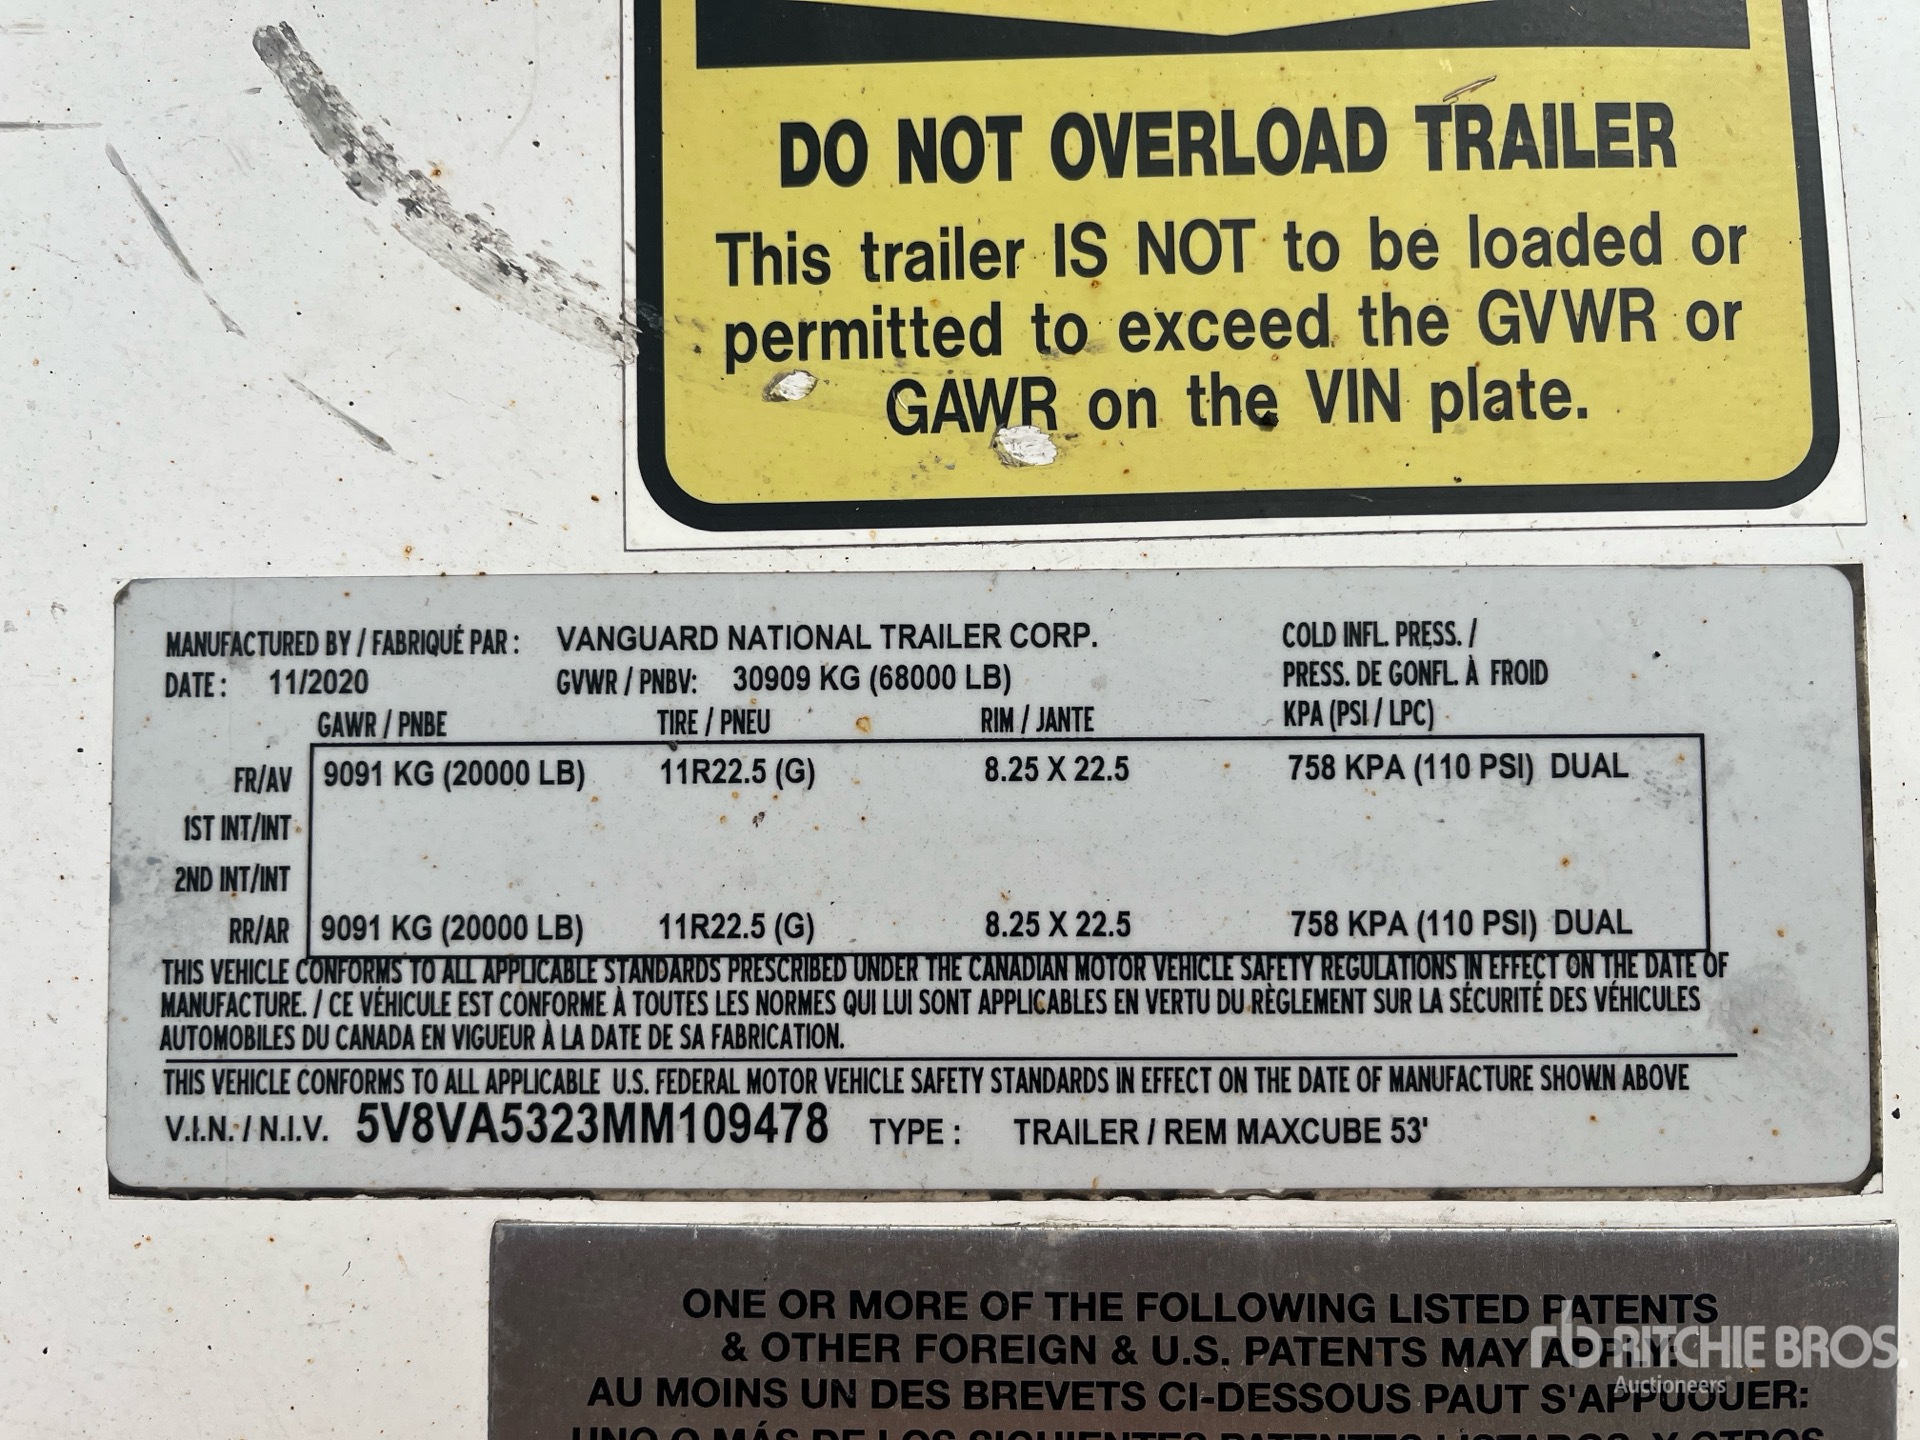 DO NOT OVERLOAD TRAILER
This trailer IS NOT to be loaded or
permitted to exceed the GVWR or
GAWR on the VIN plate.
MANUFACTURED BY / FABRIQUÉ PAR : VANGUARD NATIONAL TRAILER CORP. COLD INFL. PRESS. /
DATE : 11/2020 GVWR / PNBV: 30909 KG (68000 LB) PRESS. DE GONFL. À FROID
GAWR / PNBE TIRE / PNEU RIM / JANTE KPA (PSI / LPC)
FR/AV 9091 KG (20000 LB) 11R22.5 (G) 8.25 X 22.5 758 KPA (110 PSI) DUAL
1ST INT/INT
2ND INT/INT
RR/AR 9091 KG (20000 LB) 11R22.5 (G) 8.25 X 22.5 758 KPA (110 PSI) DUAL
THIS VEHICLE CONFORMS TO ALL APPLICABLE STANDARDS PRESCRIBED UNDER THE CANADIAN MOTOR VEHICLE SAFETY REGULATIONS IN EFFECT ON THE DATE OF
MANUFACTURE. / CE VÉHICULE EST CONFORME À TOUTES LES NORMES QUI LUI SONT APPLICABLES EN VERTU DU RÈGLEMENT SUR LA SÉCURITÉ DES VÉHICULES
AUTOMOBILES DU CANADA EN VIGUEUR À LA DATE DE SA FABRICATION.
THIS VEHICLE CONFORMS TO ALL APPLICABLE U.S. FEDERAL MOTOR VEHICLE SAFETY STANDARDS IN EFFECT ON THE DATE OF MANUFACTURE SHOWN ABOVE
V.I.N. / N.I.V. 5V8VA5323MM109478 TYPE : TRAILER / REM MAXCUBE 53'
ONE OR MORE OF THE FOLLOWING LISTED PATENTS
& OTHER FOREIGN & U.S. PATENTS MAY APPLY:
AU MOINS UN DES BREVETS CI-DESSOUS PAUT S'APPUOUER:
UNO O MÁS DE LOS SIGUIENTES PATENTES LISTAROS, Y OTROS
rb RITCHIE BROS.
Auctioneers